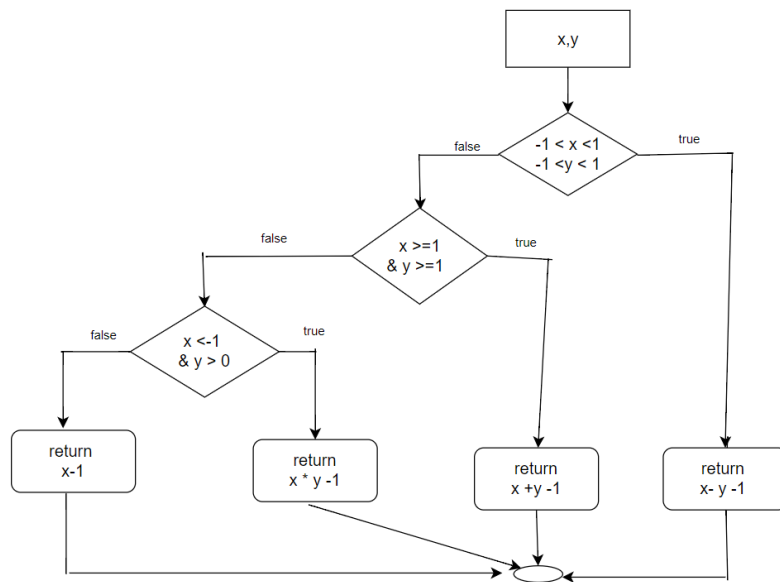 x,y
false
-1 < x <1
-1 <y < 1
true
false
x >=1
& y >=1
true
false
x <-1
& y > 0
true
return
x-1
return
x * y -1
return
x +y -1
return
x- y -1